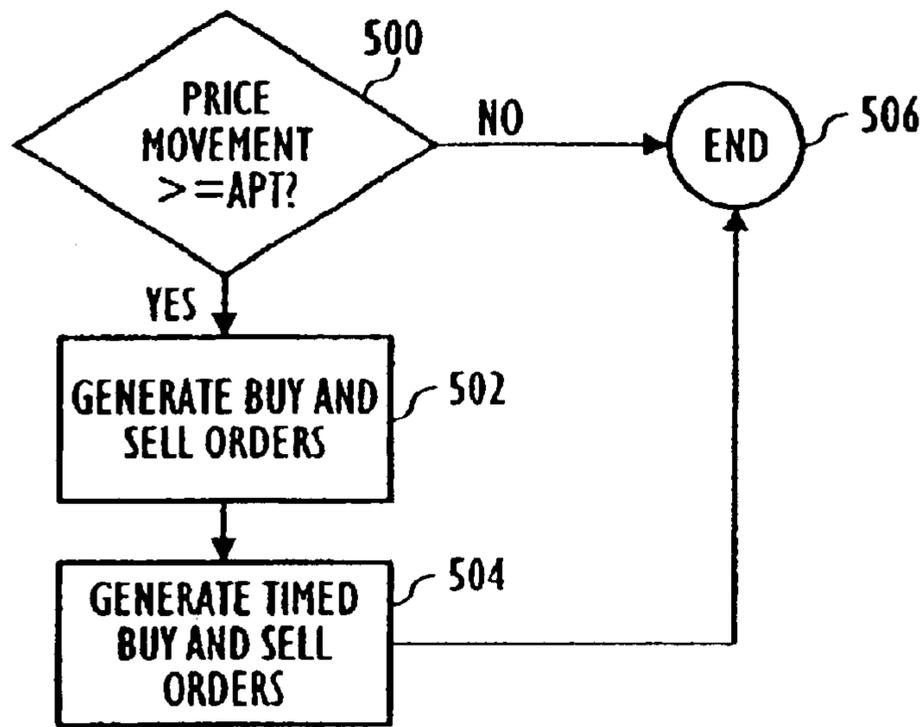 500
PRICE
MOVEMENT
>=APT?
NO
END
506
YES
GENERATE BUY AND
SELL ORDERS
502
GENERATE TIMED
BUY AND SELL
ORDERS
504